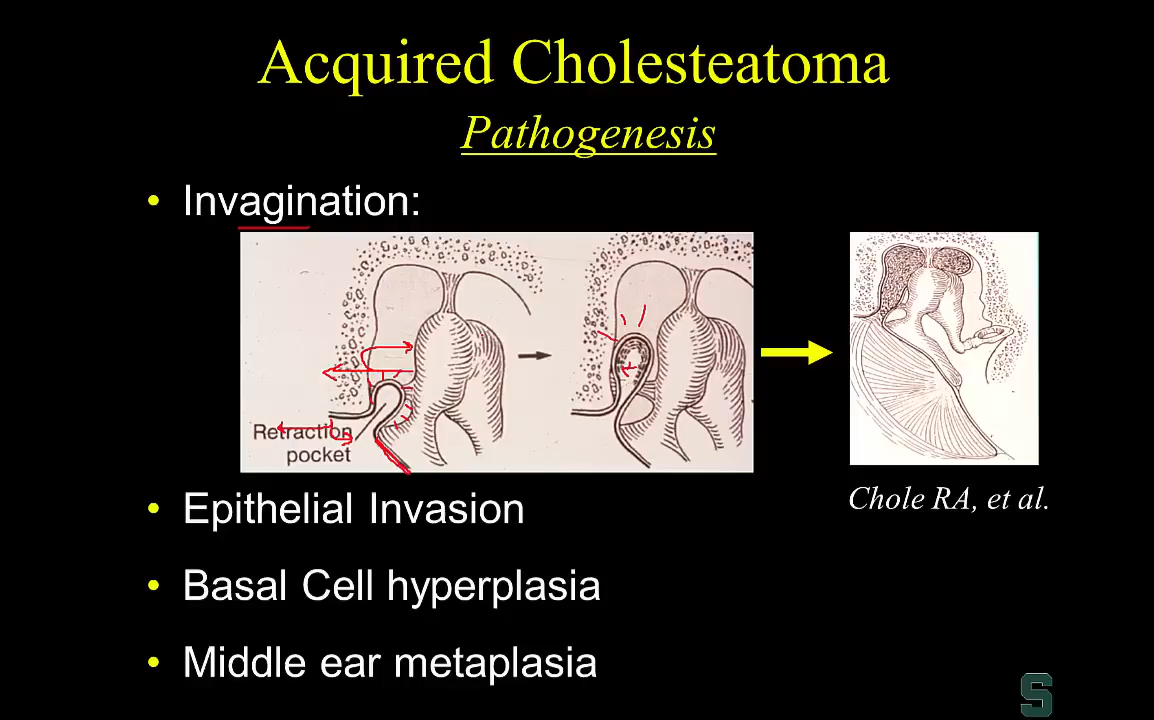 Acquired Cholesteatoma
Pathogenesis
• Invagination:
Retraction
pocket
Chole RA, et al.
• Epithelial Invasion
• Basal Cell hyperplasia
• Middle ear metaplasia
S